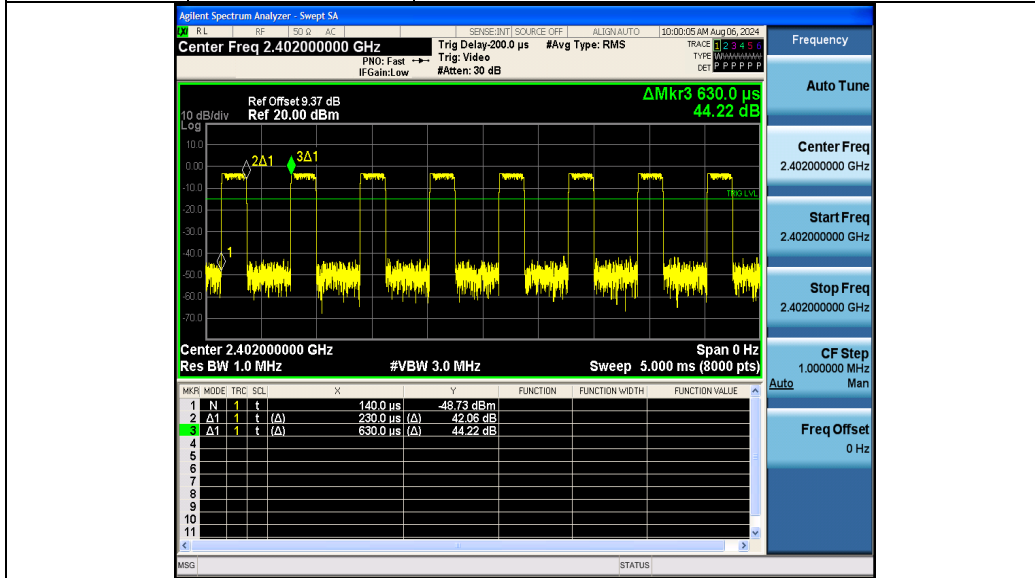 Agilent Spectrum Analyzer - Swept SA
RL RF 50 Ω AC SENSE:INT SOURCE OFF ALIGN AUTO 10:00:05 AM Aug 06, 2024
Center Freq 2.402000000 GHz
PNO: Fast
IFGain:Low
Trig Delay-200.0 µs #Avg Type: RMS
Trig: Video
#Atten: 30 dB
TRACE 1 2 3 4 5 6
TYPE
DET P P P P P P
Frequency
Auto Tune
ΔMkr3 630.0 µs
44.22 dB
Ref Offset 9.37 dB
10 dB/div Ref 20.00 dBm
Log
10.0
0.00
-10.0
-20.0
-30.0
-40.0
-50.0
-60.0
-70.0
2Δ1
3Δ1
1
TRIG LVL
Center Freq
2.402000000 GHz
Start Freq
2.402000000 GHz
Stop Freq
2.402000000 GHz
CF Step
1.000000 MHz
Auto Man
Freq Offset
0 Hz
Center 2.402000000 GHz Span 0 Hz
Res BW 1.0 MHz #VBW 3.0 MHz Sweep 5.000 ms (8000 pts)
MKR MODE TRC SCL X Y FUNCTION FUNCTION WIDTH FUNCTION VALUE
1 N 1 t 140.0 µs -48.73 dBm
2 Δ1 1 t (Δ) 230.0 µs (Δ) 42.06 dB
3 Δ1 1 t (Δ) 630.0 µs (Δ) 44.22 dB
4
5
6
7
8
9
10
11
MSG STATUS